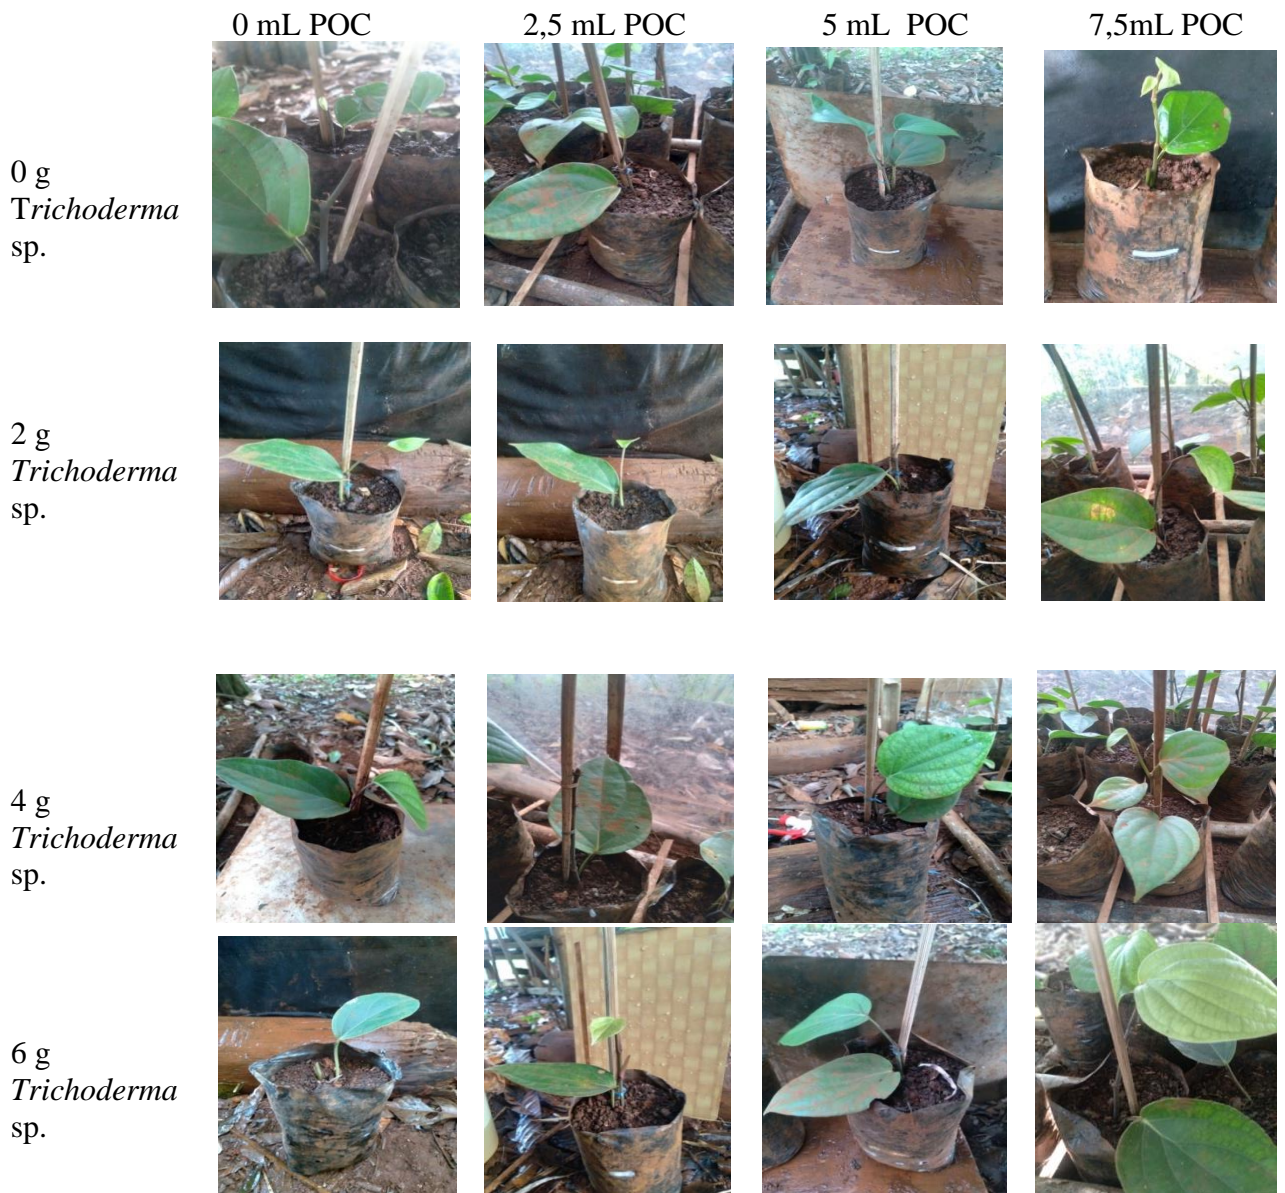 0 mL POC
2,5 mL POC
5 mL POC
7,5mL POC
0 g
Trichoderma
sp.
2 g
Trichoderma
sp.
4 g
Trichoderma
sp.
6 g
Trichoderma
sp.